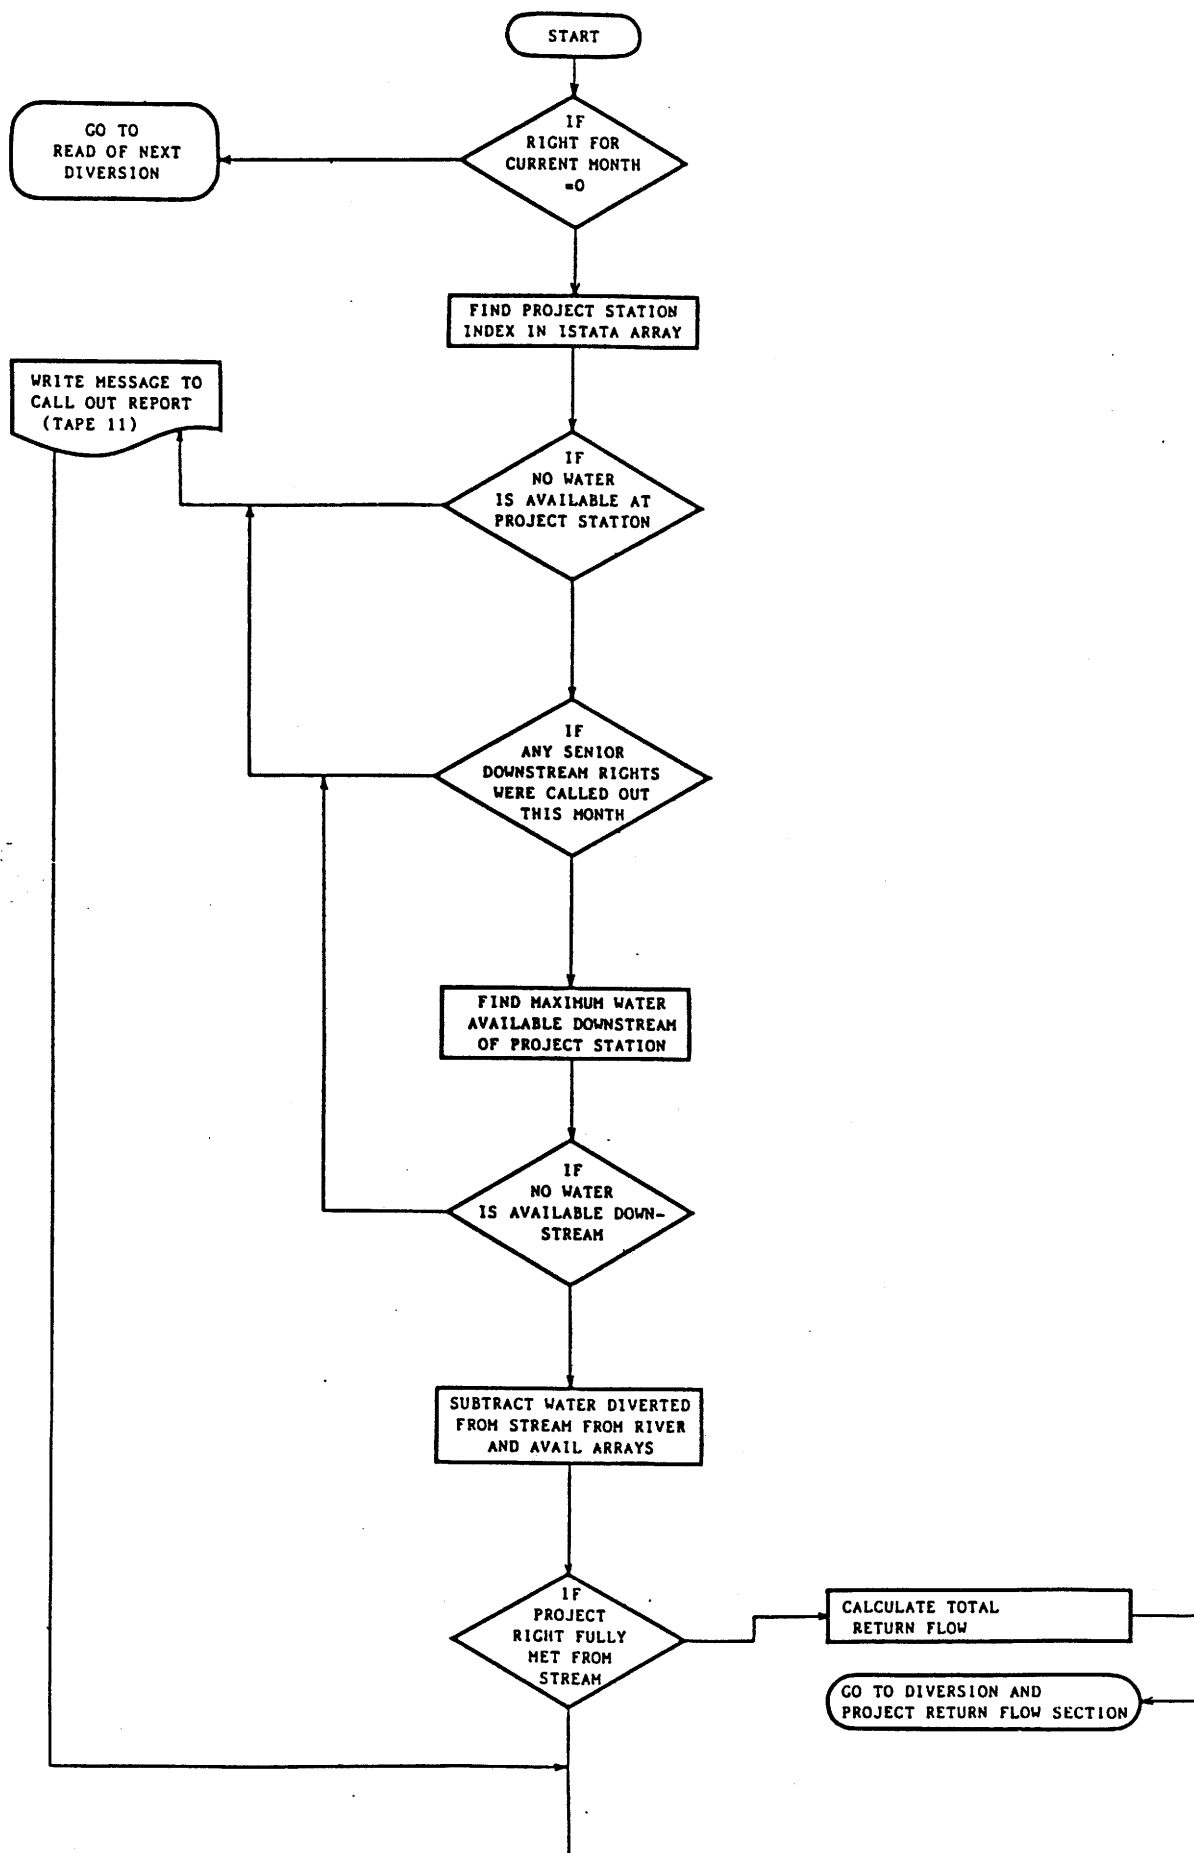 START
GO TO
READ OF NEXT
DIVERSION
IF
RIGHT FOR
CURRENT MONTH
=0
FIND PROJECT STATION
INDEX IN ISTATA ARRAY
WRITE MESSAGE TO
CALL OUT REPORT
(TAPE 11)
IF
NO WATER
IS AVAILABLE AT
PROJECT STATION
IF
ANY SENIOR
DOWNSTREAM RIGHTS
WERE CALLED OUT
THIS MONTH
FIND MAXIMUM WATER
AVAILABLE DOWNSTREAM
OF PROJECT STATION
IF
NO WATER
IS AVAILABLE DOWN-
STREAM
SUBTRACT WATER DIVERTED
FROM STREAM FROM RIVER
AND AVAIL ARRAYS
IF
PROJECT
RIGHT FULLY
MET FROM
STREAM
CALCULATE TOTAL
RETURN FLOW
GO TO DIVERSION AND
PROJECT RETURN FLOW SECTION